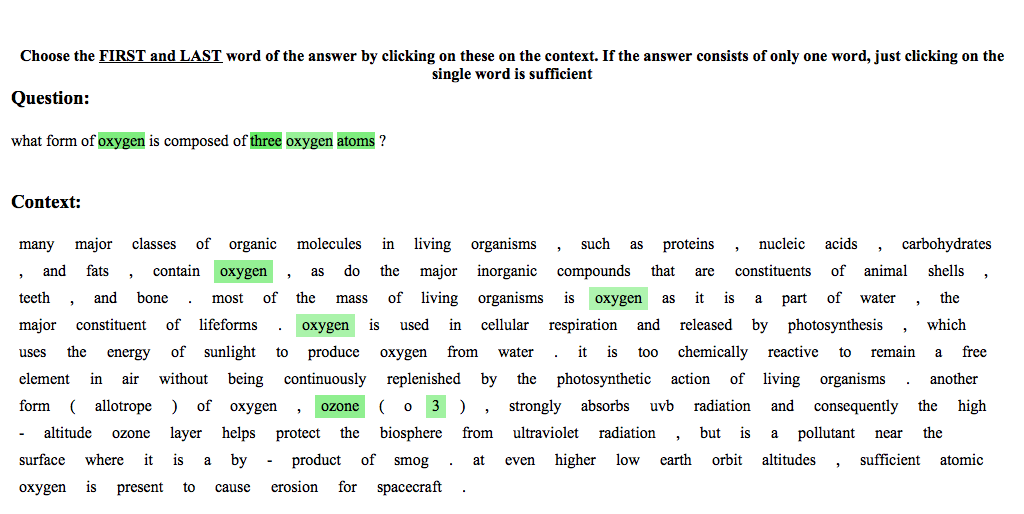 Choose the FIRST and LAST word of the answer by clicking on these on the context. If the answer consists of only one word, just clicking on the
single word is sufficient
Question:
what form of oxygen is composed of three oxygen atoms ?
Context:
many major classes of organic molecules in living organisms , such as proteins , nucleic acids , carbohydrates
, and fats , contain oxygen , as do the major inorganic compounds that are constituents of animal shells ,
teeth , and bone . most of the mass of living organisms is oxygen as it is a part of water , the
major constituent of lifeforms . oxygen is used in cellular respiration and released by photosynthesis , which
uses the energy of sunlight to produce oxygen from water . it is too chemically reactive to remain a free
element in air without being continuously replenished by the photosynthetic action of living organisms . another
form ( allotrope ) of oxygen , ozone ( o 3 ) , strongly absorbs uvb radiation and consequently the high
- altitude ozone layer helps protect the biosphere from ultraviolet radiation , but is a pollutant near the
surface where it is a by - product of smog . at even higher low earth orbit altitudes , sufficient atomic
oxygen is present to cause erosion for spacecraft .